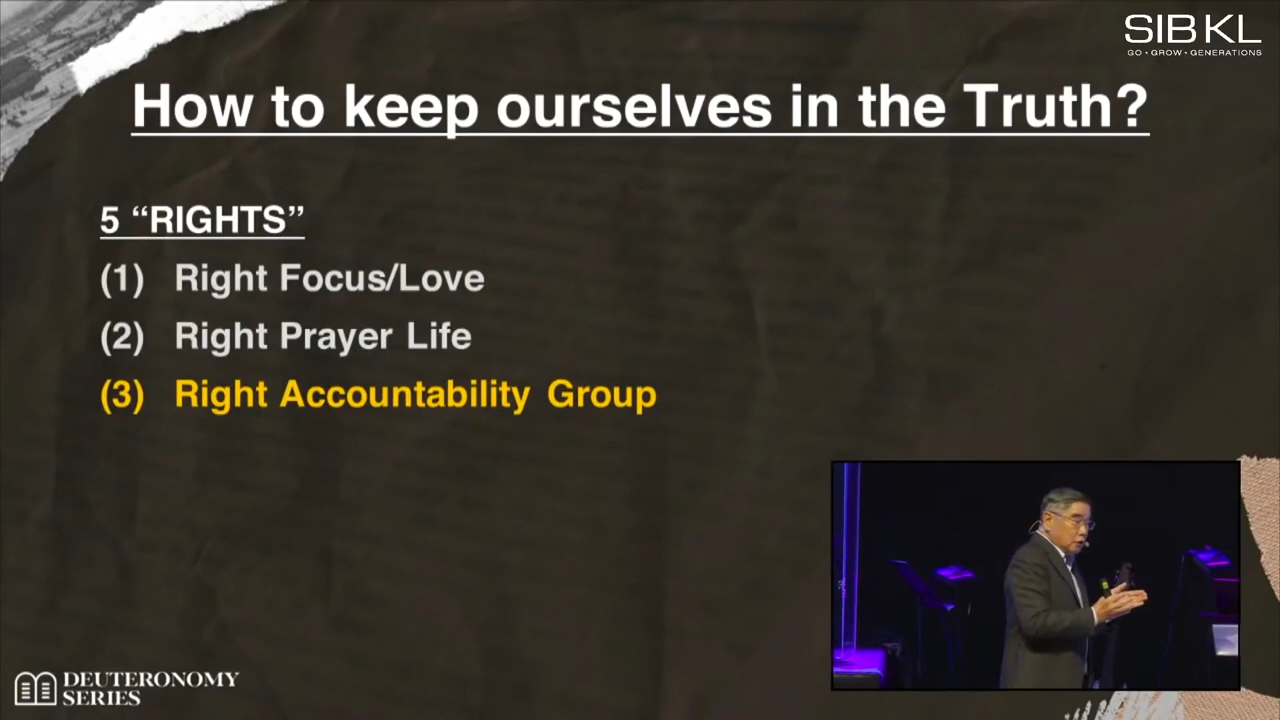 SIBKL
GO • GROW • GENERATIONS
How to keep ourselves in the Truth?
5 “RIGHTS”
(1) Right Focus/Love
(2) Right Prayer Life
(3) Right Accountability Group
DEUTERONOMY
SERIES